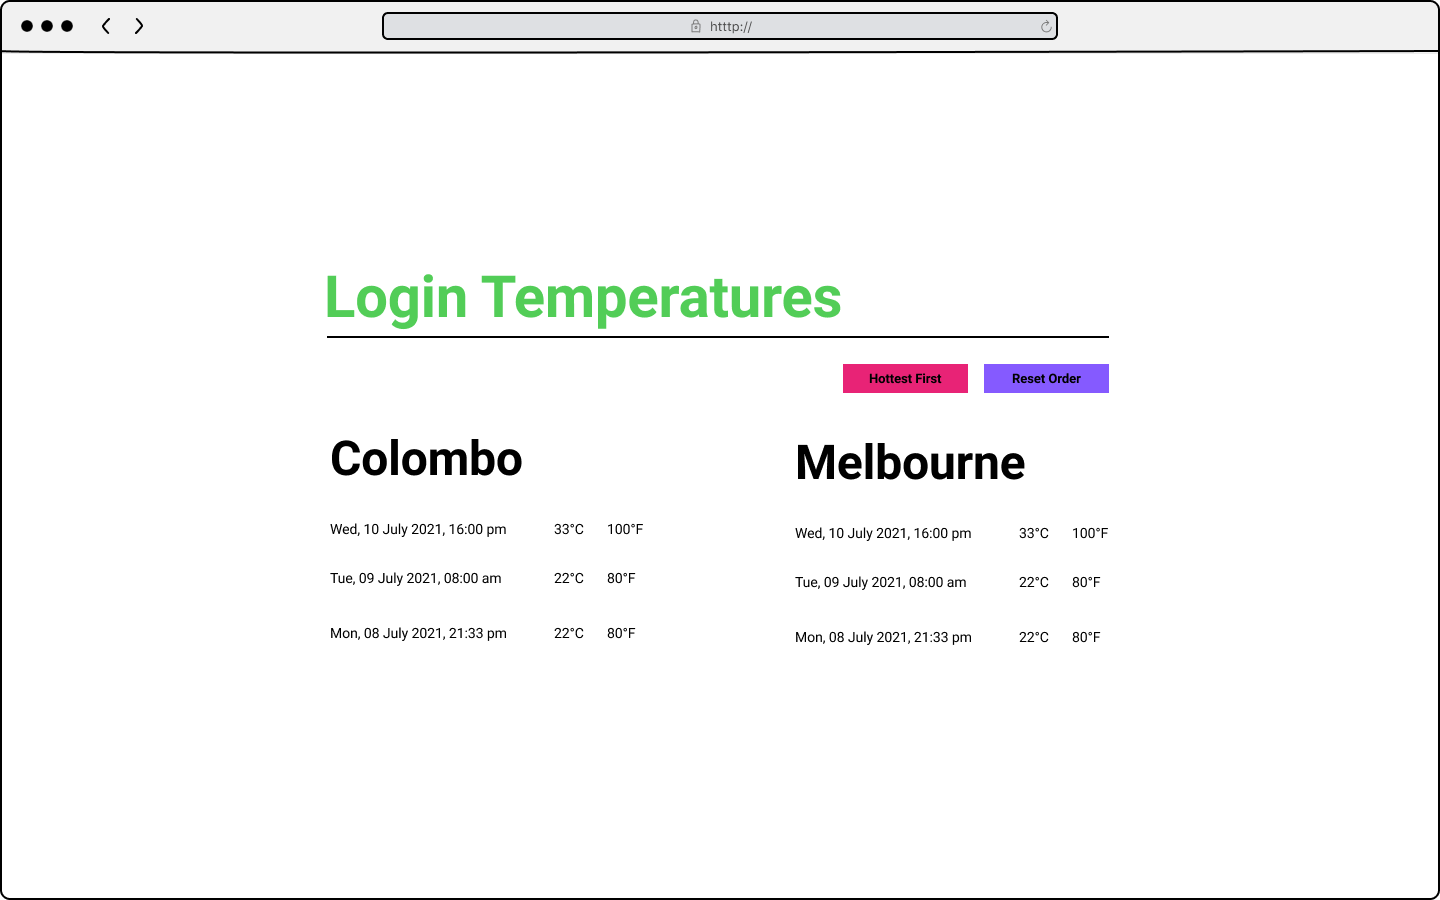 htttp://
Login Temperatures
Hottest First
Reset Order
Colombo
Wed, 10 July 2021, 16:00 pm 33°C 100°F
Tue, 09 July 2021, 08:00 am 22°C 80°F
Mon, 08 July 2021, 21:33 pm 22°C 80°F
Melbourne
Wed, 10 July 2021, 16:00 pm 33°C 100°F
Tue, 09 July 2021, 08:00 am 22°C 80°F
Mon, 08 July 2021, 21:33 pm 22°C 80°F